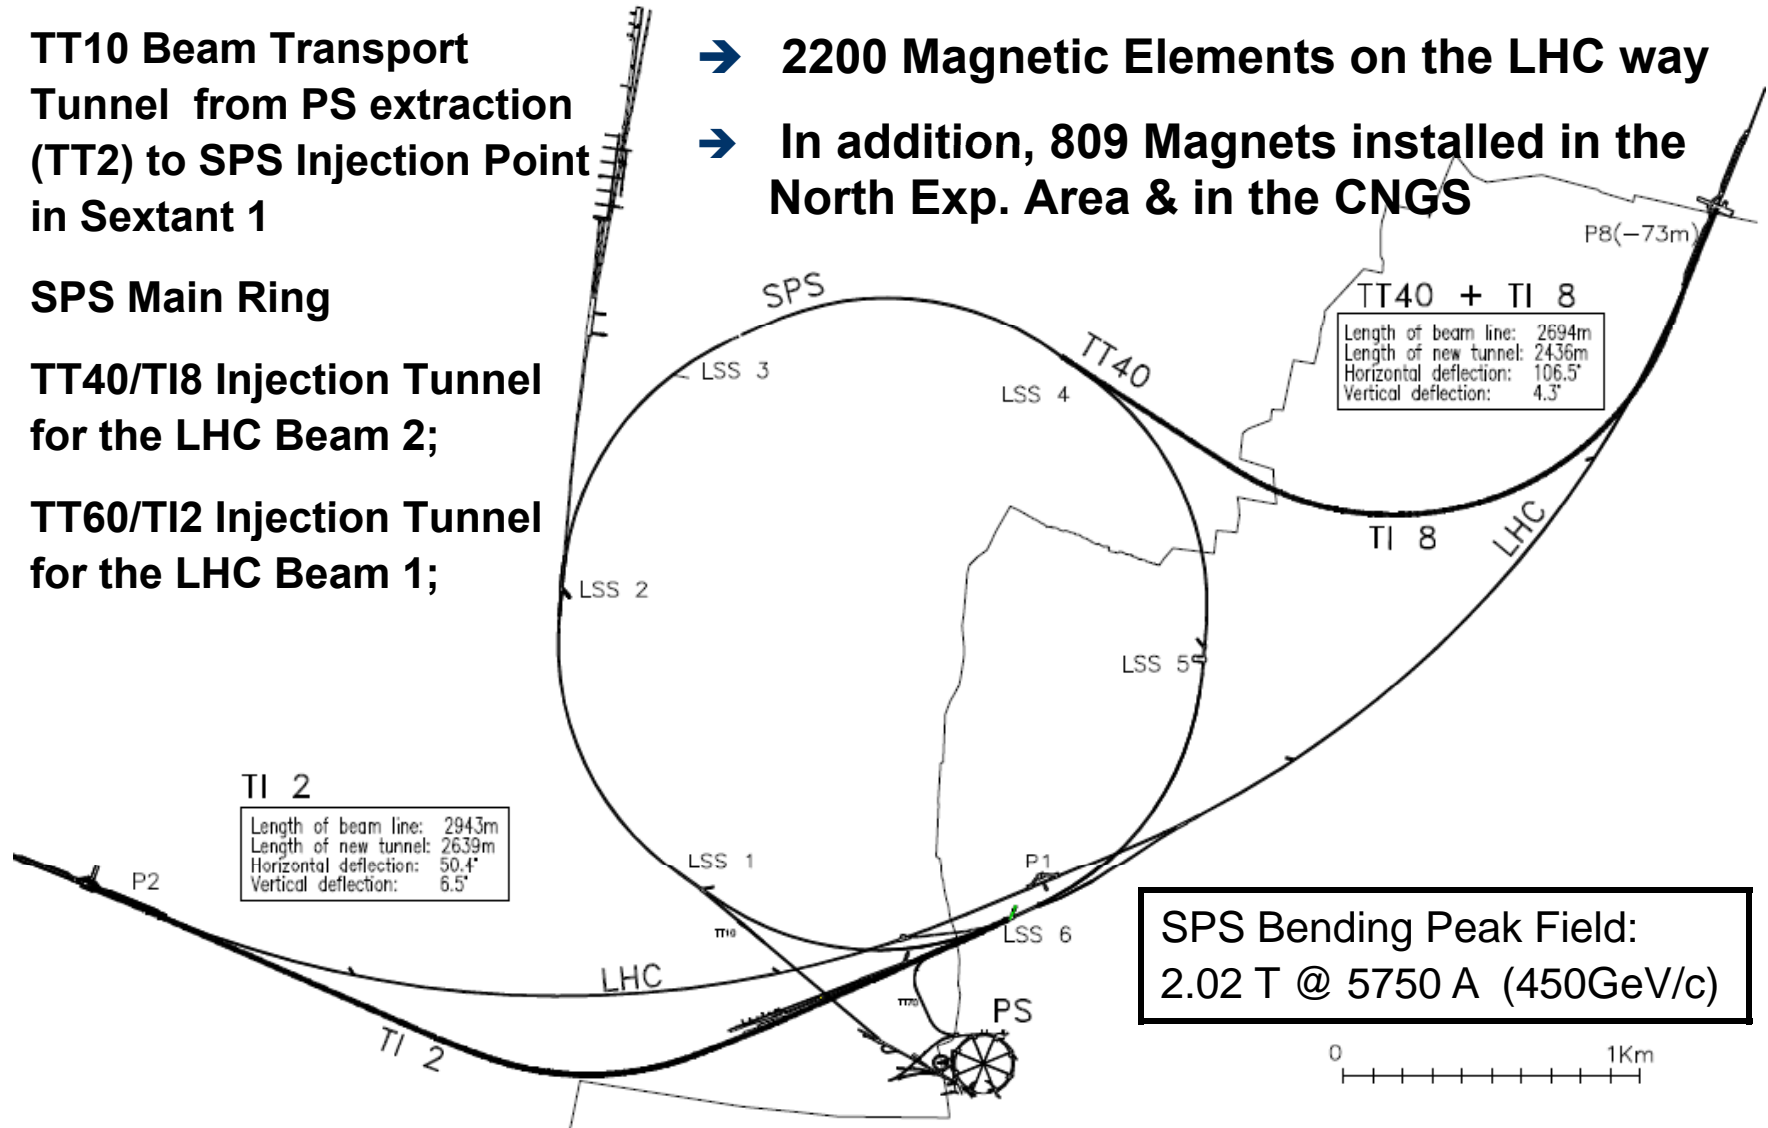 TT10 Beam Transport
Tunnel from PS extraction
(TT2) to SPS Injection Point
in Sextant 1
SPS Main Ring
TT40/TI8 Injection Tunnel
for the LHC Beam 2;
TT60/TI2 Injection Tunnel
for the LHC Beam 1;
➔ 2200 Magnetic Elements on the LHC way
➔ In addition, 809 Magnets installed in the
North Exp. Area & in the CNGS
P8(-73m)
SPS
TT40 + TI 8
Length of beam line: 2694m
Length of new tunnel: 2436m
Horizontal deflection: 106.5°
Vertical deflection: 4.3°
TT40
LSS 3
LSS 4
TI 8
LHC
LSS 2
LSS 5
TI 2
Length of beam line: 2943m
Length of new tunnel: 2639m
Horizontal deflection: 50.4°
Vertical deflection: 6.5°
P2
LSS 1
P1
TT10
LSS 6
LHC
TI 2
TT70
PS
SPS Bending Peak Field:
2.02 T @ 5750 A (450GeV/c)
0 1Km